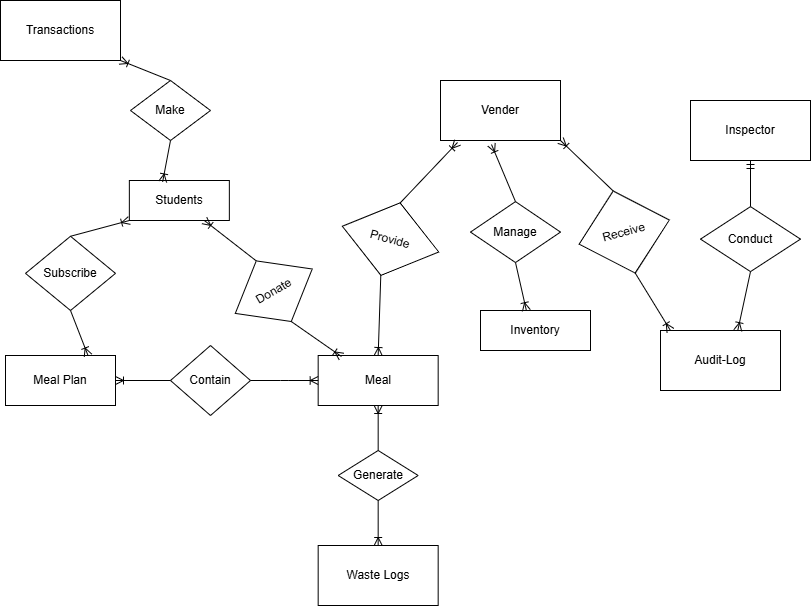 Transactions
Make
Vender
Inspector
Students
Provide
Manage
Receive
Conduct
Subscribe
Donate
Inventory
Audit-Log
Meal Plan
Contain
Meal
Generate
Waste Logs